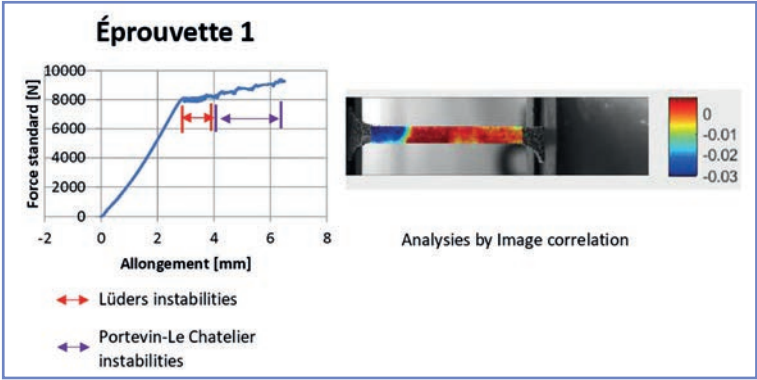 Éprouvette 1
Force standard [N]
10000
8000
6000
4000
2000
0
-2 0 2 4 6 8
Allongement [mm]
Lüders instabilities
Portevin-Le Chatelier
instabilities
0
-0.01
-0.02
-0.03
Analysies by Image correlation